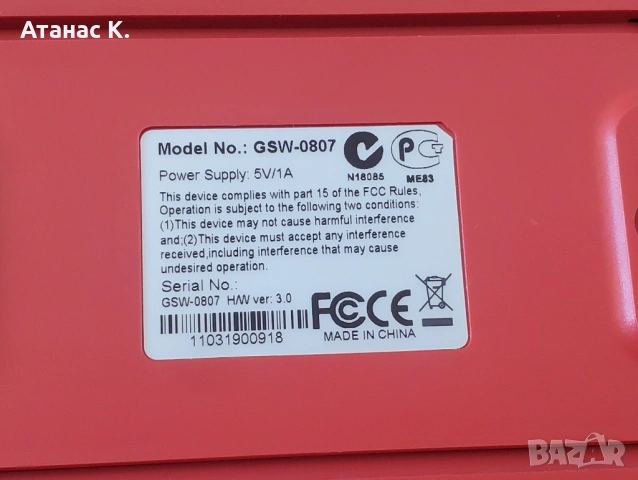 Атанас К.
Model No.: GSW-0807
N18085
ME83
Power Supply: 5V/1A
This device complies with part 15 of the FCC Rules,
Operation is subject to the following two conditions:
(1)This device may not cause harmful interference
and;(2)This device must accept any interference
received,including interference that may cause
undesired operation.
Serial No.:
GSW-0807 H/W ver: 3.0
11031900918
FC CE
MADE IN CHINA
BAZAR